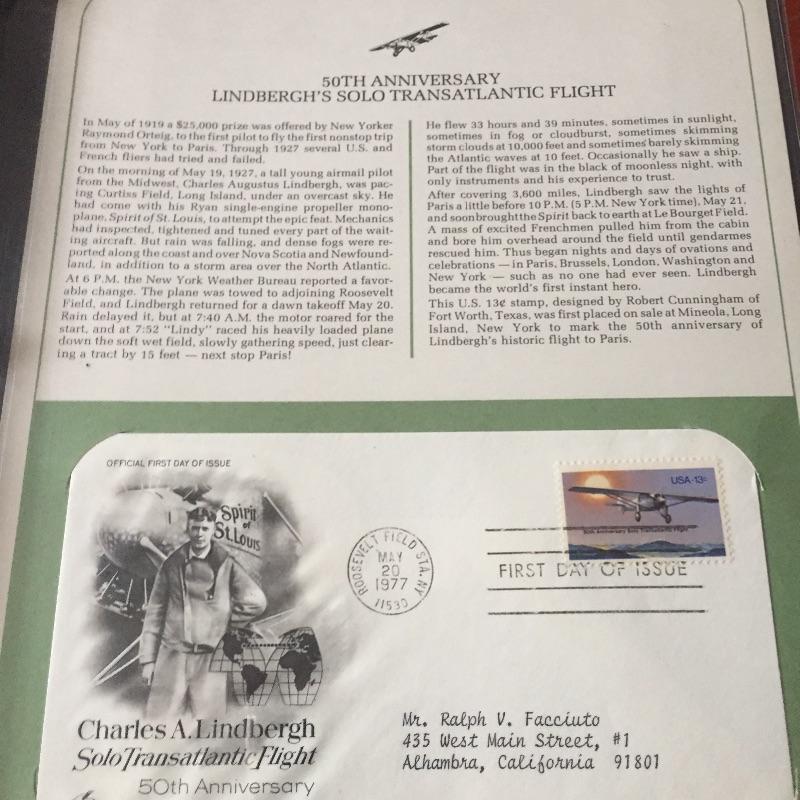 50TH ANNIVERSARY
LINDBERGH'S SOLO TRANSATLANTIC FLIGHT
In May of 1919 a $25,000 prize was offered by New Yorker
Raymond Orteig, to the first pilot to fly the first nonstop trip
from New York to Paris. Through 1927 several U.S. and
French fliers had tried and failed.
On the morning of May 19, 1927, a tall young airmail pilot
from the Midwest, Charles Augustus Lindbergh, was pac-
ing Curtiss Field, Long Island, under an overcast sky. He
had come with his Ryan single-engine propeller mono-
plane, Spirit of St. Louis, to attempt the epic feat. Mechanics
had inspected, tightened and tuned every part of the wait-
ing aircraft. But rain was falling, and dense fogs were re-
ported along the coast and over Nova Scotia and Newfound-
land, in addition to a storm area over the North Atlantic.
At 6 P.M. the New York Weather Bureau reported a favor-
able change. The plane was towed to adjoining Roosevelt
Field, and Lindbergh returned for a dawn takeoff May 20.
Rain delayed it, but at 7:40 A.M. the motor roared for the
start, and at 7:52 "Lindy" raced his heavily loaded plane
down the soft wet field, slowly gathering speed, just clear-
ing a tract by 15 feet — next stop Paris!
He flew 33 hours and 39 minutes, sometimes in sunlight,
sometimes in fog or cloudburst, sometimes skimming
storm clouds at 10,000 feet and sometimes barely skimming
the Atlantic waves at 10 feet. Occasionally he saw a ship.
Part of the flight was in the black of moonless night, with
only instruments and his experience to trust.
After covering 3,600 miles, Lindbergh saw the lights of
Paris a little before 10 P.M. (5 P.M. New York time), May 21,
and soon brought the Spirit back to earth at Le Bourget Field.
A mass of excited Frenchmen pulled him from the cabin
and bore him overhead around the field until gendarmes
rescued him. Thus began nights and days of ovations and
celebrations — in Paris, Brussels, London, Washington and
New York — such as no one had ever seen. Lindbergh
became the world's first instant hero.
This U.S. 13¢ stamp, designed by Robert Cunningham of
Fort Worth, Texas, was first placed on sale at Mineola, Long
Island, New York to mark the 50th anniversary of
Lindbergh's historic flight to Paris.
OFFICIAL FIRST DAY OF ISSUE
Spirit
of
St. Louis
ROOSEVELT FIELD STA. NY
MAY
20
1977
11530
USA·13c
50th Anniversary Solo Transatlantic Flight
FIRST DAY OF ISSUE
Charles A. Lindbergh
Solo Transatlantic Flight
50th Anniversary
Mr. Ralph V. Facciuto
435 West Main Street, #1
Alhambra, California 91801